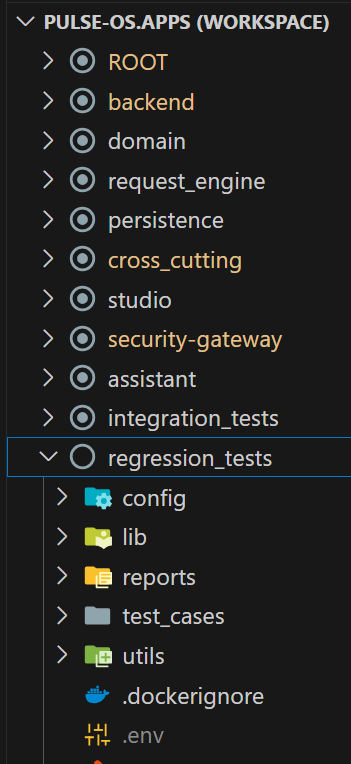 PULSE-OS.APPS (WORKSPACE)
ROOT
backend
domain
request_engine
persistence
cross_cutting
studio
security-gateway
assistant
integration_tests
regression_tests
config
lib
reports
test_cases
utils
.dockerignore
.env